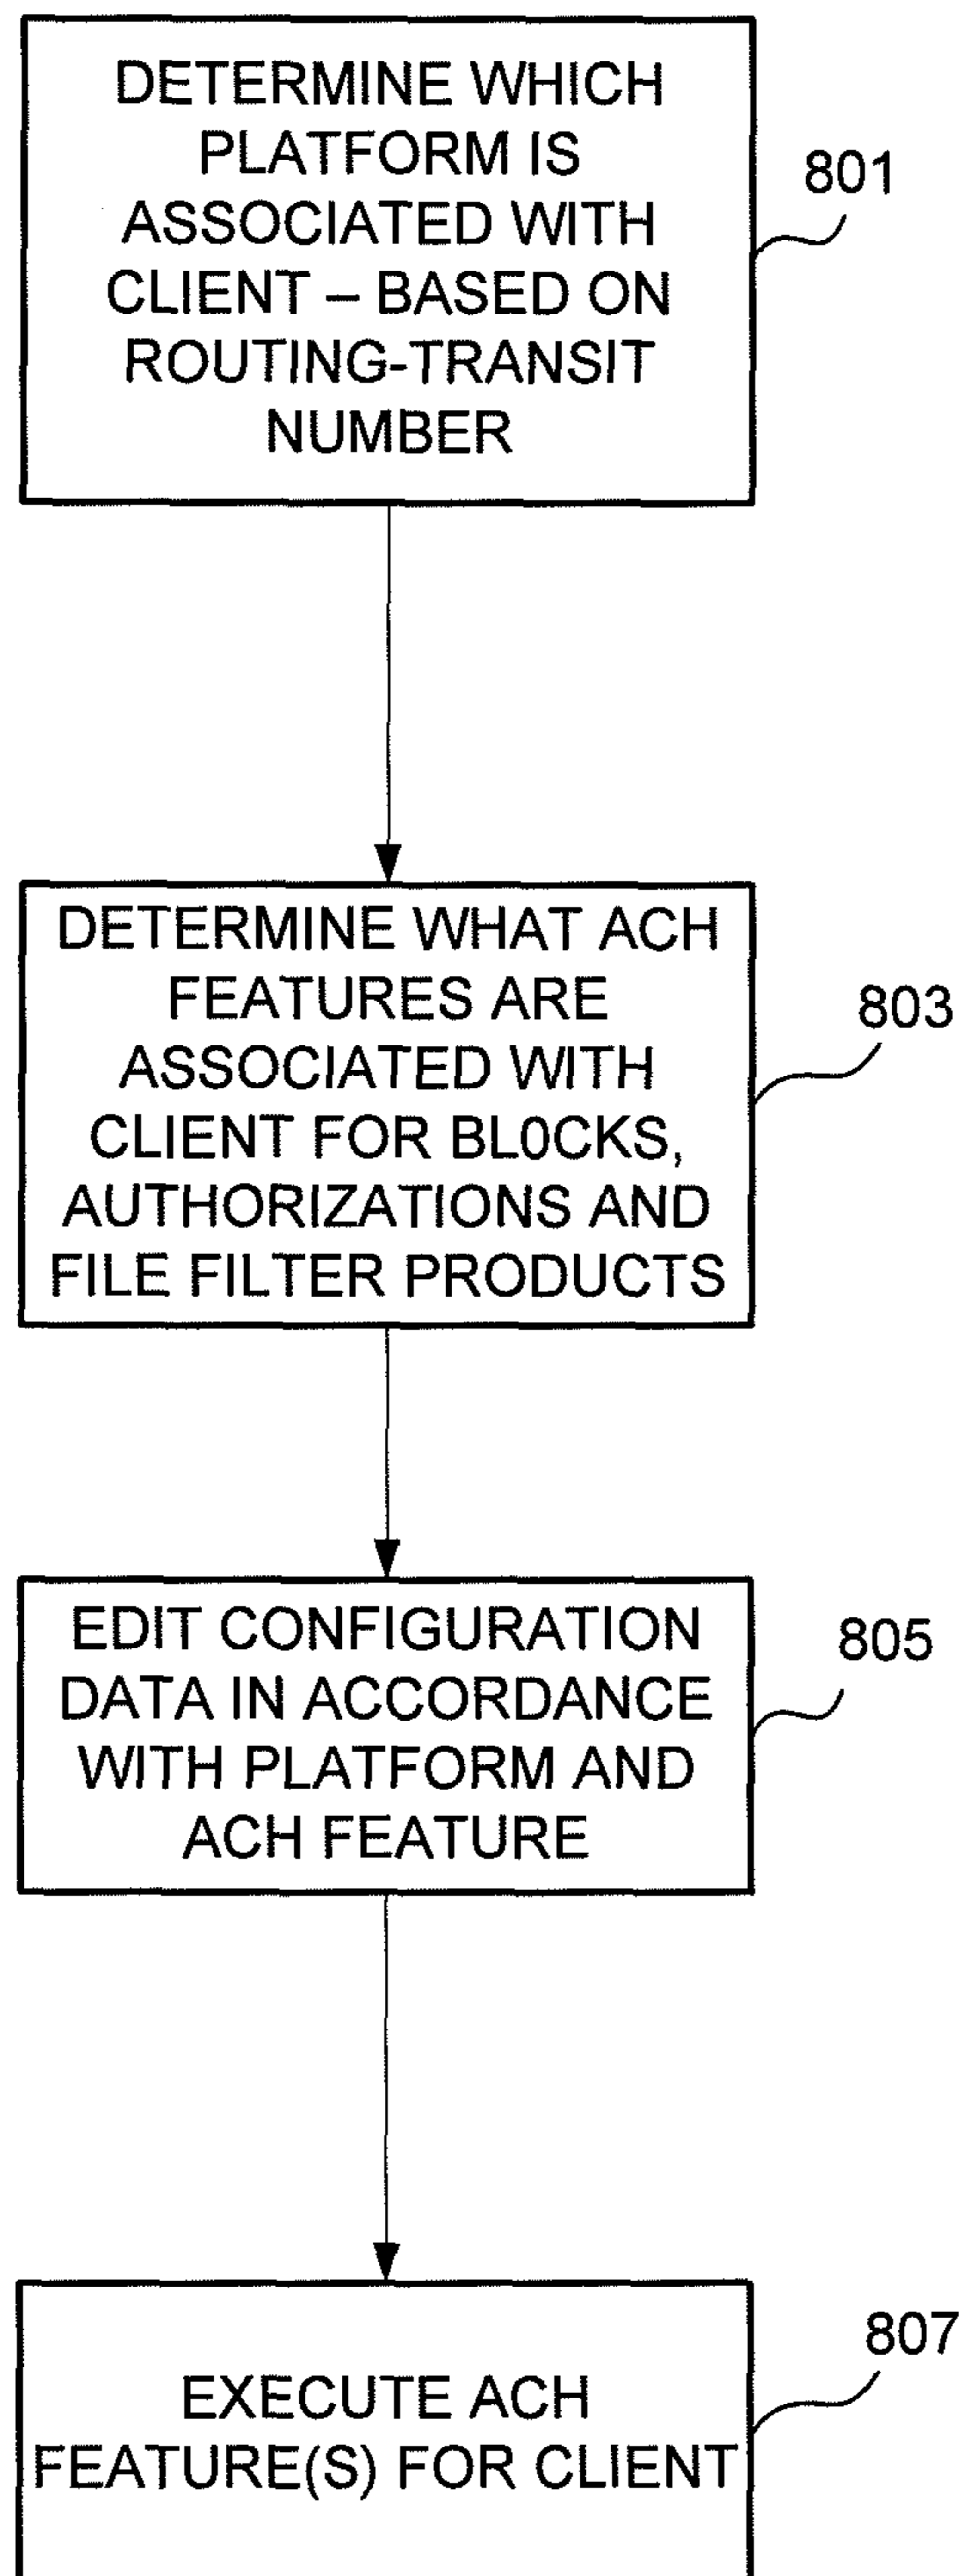 DETERMINE WHICH
PLATFORM IS
ASSOCIATED WITH
CLIENT – BASED ON
ROUTING-TRANSIT
NUMBER
801
DETERMINE WHAT ACH
FEATURES ARE
ASSOCIATED WITH
CLIENT FOR BL0CKS,
AUTHORIZATIONS AND
FILE FILTER PRODUCTS
803
EDIT CONFIGURATION
DATA IN ACCORDANCE
WITH PLATFORM AND
ACH FEATURE
805
EXECUTE ACH
FEATURE(S) FOR CLIENT
807